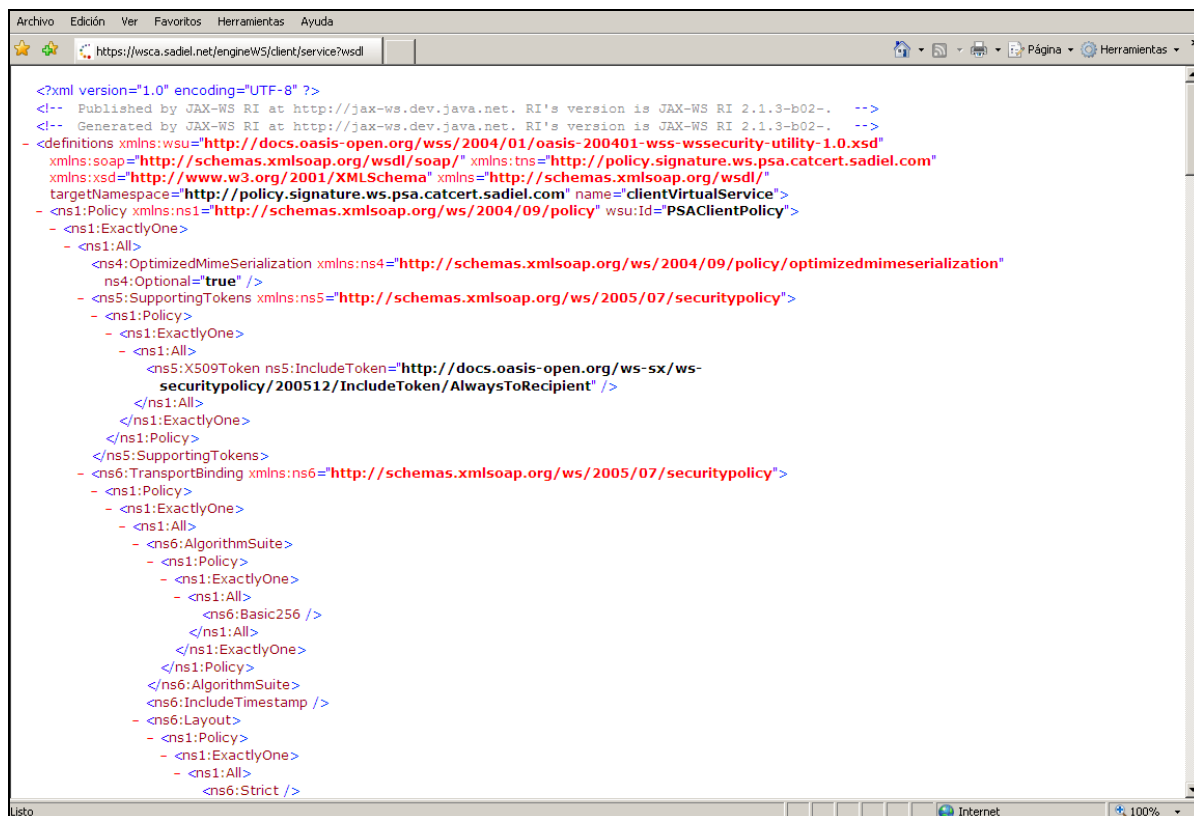 Archivo Edición Ver Favoritos Herramientas Ayuda
https://wsca.sadiel.net/engineWS/client/service?wsdl
Página Herramientas
<?xml version="1.0" encoding="UTF-8" ?>
<!-- Published by JAX-WS RI at http://jax-ws.dev.java.net. RI's version is JAX-WS RI 2.1.3-b02-. -->
<!-- Generated by JAX-WS RI at http://jax-ws.dev.java.net. RI's version is JAX-WS RI 2.1.3-b02-. -->
- <definitions xmlns:wsu="http://docs.oasis-open.org/wss/2004/01/oasis-200401-wss-wssecurity-utility-1.0.xsd"
xmlns:soap="http://schemas.xmlsoap.org/wsdl/soap/" xmlns:tns="http://policy.signature.ws.psa.catcert.sadiel.com"
xmlns:xsd="http://www.w3.org/2001/XMLSchema" xmlns="http://schemas.xmlsoap.org/wsdl/"
targetNamespace="http://policy.signature.ws.psa.catcert.sadiel.com" name="clientVirtualService">
- <ns1:Policy xmlns:ns1="http://schemas.xmlsoap.org/ws/2004/09/policy" wsu:Id="PSAClientPolicy">
- <ns1:ExactlyOne>
- <ns1:All>
<ns4:OptimizedMimeSerialization xmlns:ns4="http://schemas.xmlsoap.org/ws/2004/09/policy/optimizedmimeserialization"
ns4:Optional="true" />
- <ns5:SupportingTokens xmlns:ns5="http://schemas.xmlsoap.org/ws/2005/07/securitypolicy">
- <ns1:Policy>
- <ns1:ExactlyOne>
- <ns1:All>
<ns5:X509Token ns5:IncludeToken="http://docs.oasis-open.org/ws-sx/ws-
securitypolicy/200512/IncludeToken/AlwaysToRecipient" />
</ns1:All>
</ns1:ExactlyOne>
</ns1:Policy>
</ns5:SupportingTokens>
- <ns6:TransportBinding xmlns:ns6="http://schemas.xmlsoap.org/ws/2005/07/securitypolicy">
- <ns1:Policy>
- <ns1:ExactlyOne>
- <ns1:All>
- <ns6:AlgorithmSuite>
- <ns1:Policy>
- <ns1:ExactlyOne>
- <ns1:All>
<ns6:Basic256 />
</ns1:All>
</ns1:ExactlyOne>
</ns1:Policy>
</ns6:AlgorithmSuite>
<ns6:IncludeTimestamp />
- <ns6:Layout>
- <ns1:Policy>
- <ns1:ExactlyOne>
- <ns1:All>
<ns6:Strict />
Listo Internet 100%